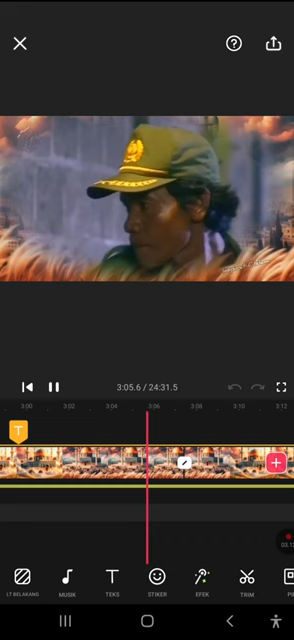 3:05.6 / 24:31.5
3:00 3:02 3:04 3:06 3:08 3:10 3:12
T
LT BELAKANG MUSIK TEKS STIKER EFEK TRIM